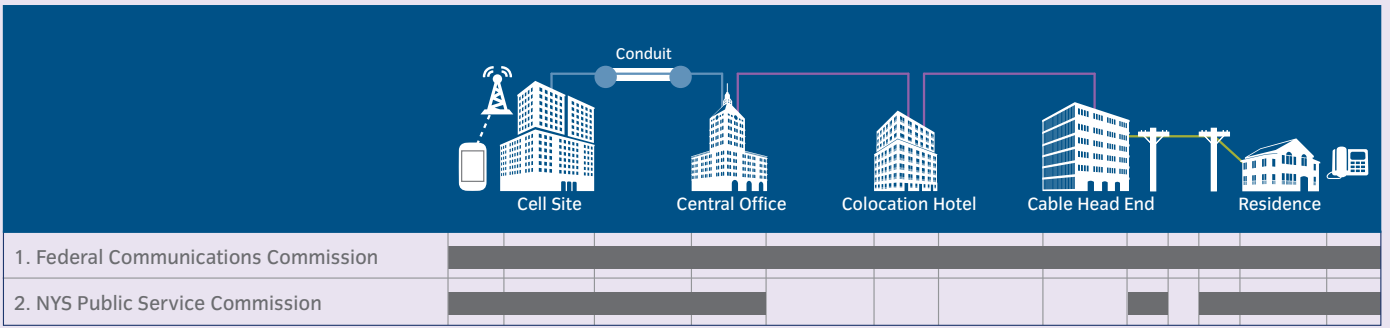 Conduit
Cell Site
Central Office
Colocation Hotel
Cable Head End
Residence
1. Federal Communications Commission
2. NYS Public Service Commission